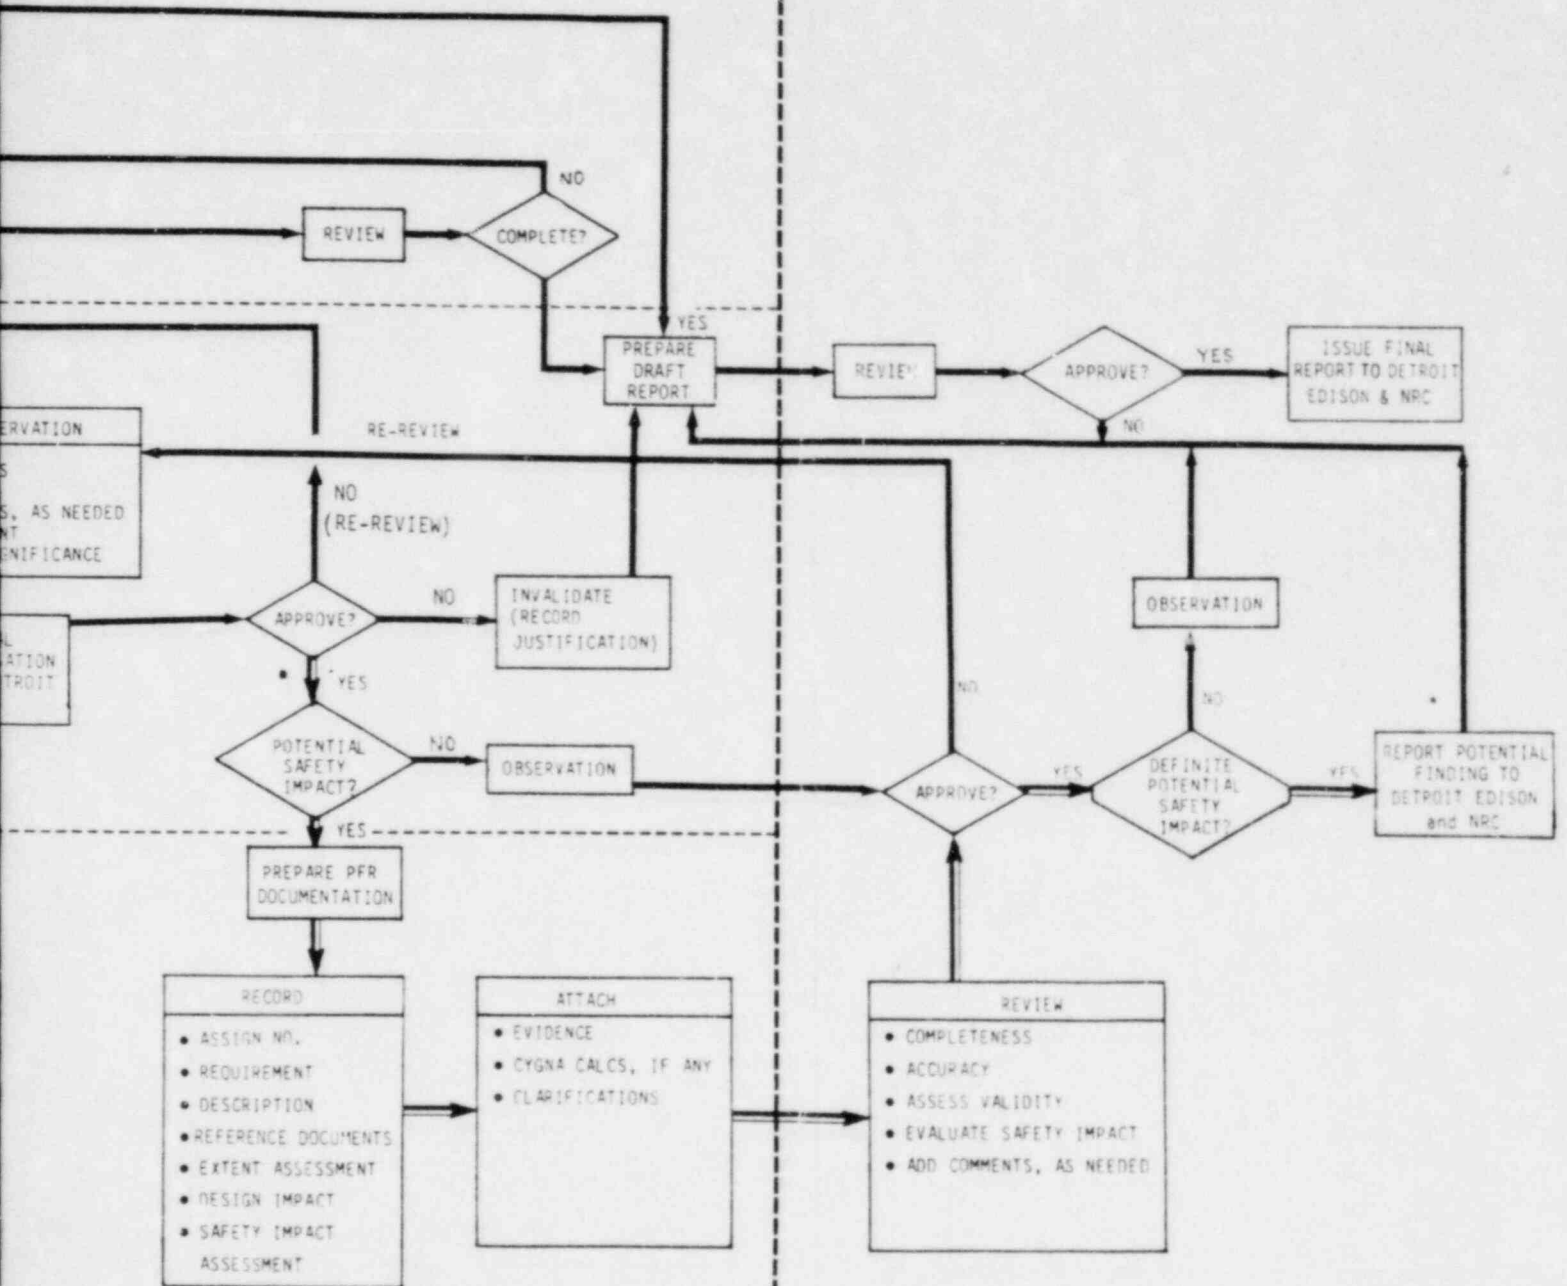 NO
REVIEW
COMPLETE?
YES
PREPARE
DRAFT
REPORT
REVIEW
APPROVE?
YES
ISSUE FINAL
REPORT TO DETROIT
EDISON & NRC
NO
ERVATION
S
S, AS NEEDED
NT
GNIFICANCE
RE-REVIEW
NO
(RE-REVIEW)
L
ATION
TROIT
APPROVE?
NO
INVALIDATE
(RECORD
JUSTIFICATION)
YES
POTENTIAL
SAFETY
IMPACT?
NO
OBSERVATION
YES
OBSERVATION
NO
NO
APPROVE?
YES
DEFINITE
POTENTIAL
SAFETY
IMPACT?
YES
REPORT POTENTIAL
FINDING TO
DETROIT EDISON
and NRC
PREPARE PFR
DOCUMENTATION
RECORD
• ASSIGN NO.
• REQUIREMENT
• DESCRIPTION
• REFERENCE DOCUMENTS
• EXTENT ASSESSMENT
• DESIGN IMPACT
• SAFETY IMPACT
ASSESSMENT
ATTACH
• EVIDENCE
• CYGNA CALCS, IF ANY
• CLARIFICATIONS
REVIEW
• COMPLETENESS
• ACCURACY
• ASSESS VALIDITY
• EVALUATE SAFETY IMPACT
• ADD COMMENTS, AS NEEDED